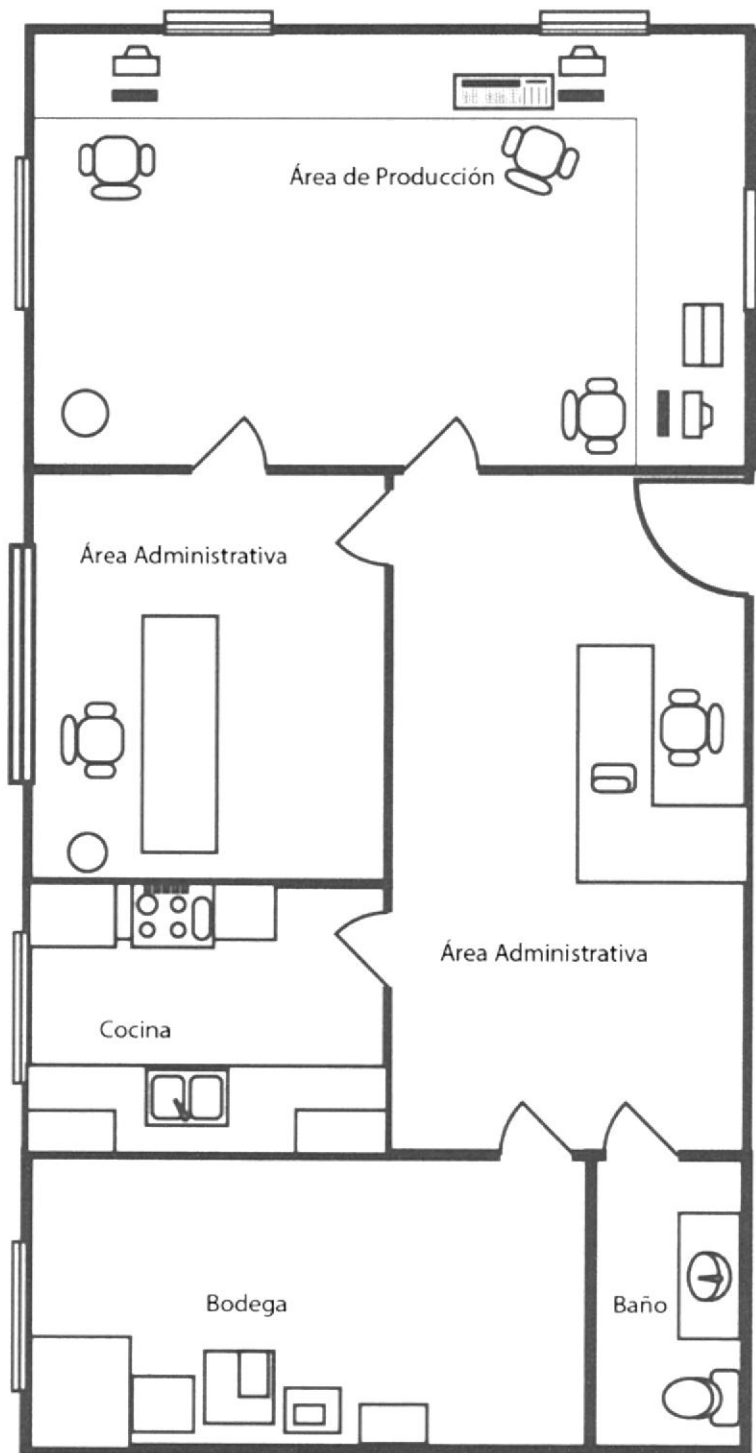 Área de Producción
Área Administrativa
Área Administrativa
Cocina
Bodega
Baño